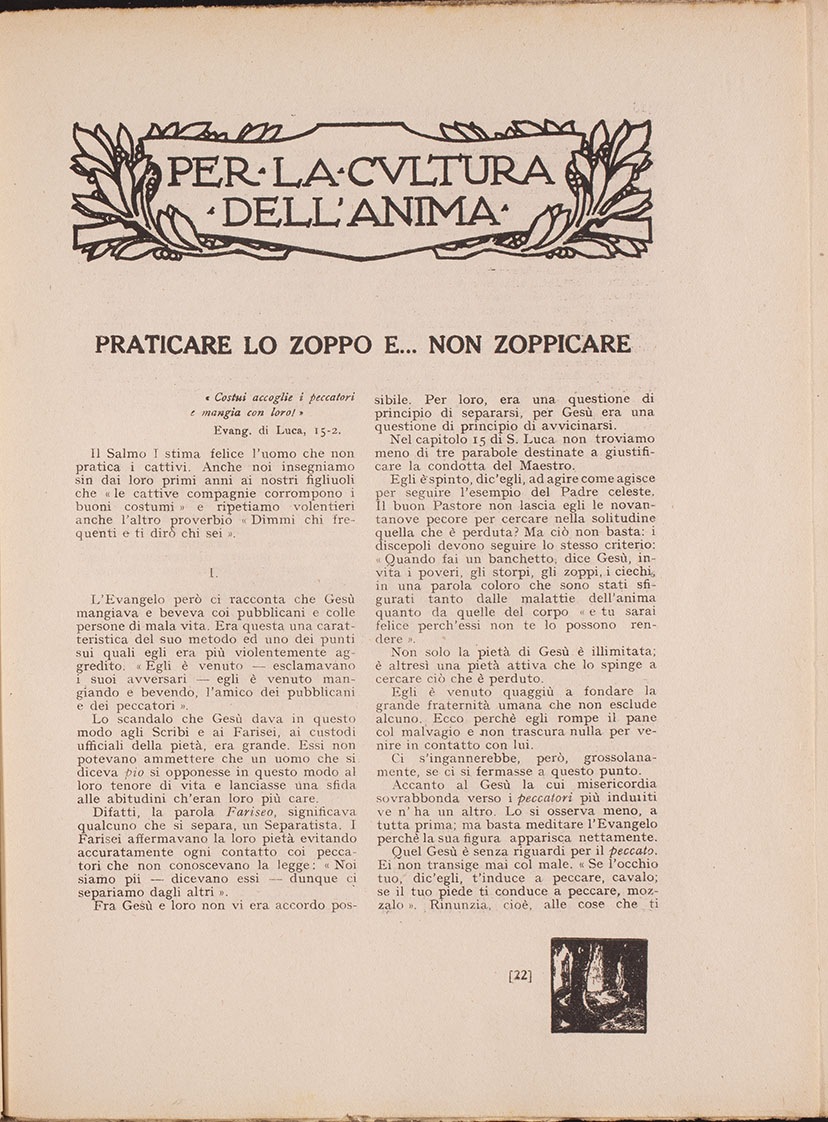 PER·LA·CVLTURA
·DELL'ANIMA·
PRATICARE LO ZOPPO E... NON ZOPPICARE
« Costui accoglie i peccatori
e mangia con loro! »
Evang. di Luca, 15-2.
Il Salmo I stima felice l'uomo che non
pratica i cattivi. Anche noi insegniamo
sin dai loro primi anni ai nostri figliuoli
che « le cattive compagnie corrompono i
buoni costumi » e ripetiamo volentieri
anche l'altro proverbio « Dimmi chi fre-
quenti e ti dirò chi sei ».
I.
L'Evangelo però ci racconta che Gesù
mangiava e beveva coi pubblicani e colle
persone di mala vita. Era questa una carat-
teristica del suo metodo ed uno dei punti
sui quali egli era più violentemente ag-
gredito. « Egli è venuto — esclamavano
i suoi avversari — egli è venuto man-
giando e bevendo, l'amico dei pubblicani
e dei peccatori ».
Lo scandalo che Gesù dava in questo
modo agli Scribi e ai Farisei, ai custodi
ufficiali della pietà, era grande. Essi non
potevano ammettere che un uomo che si
diceva pio si opponesse in questo modo al
loro tenore di vita e lanciasse una sfida
alle abitudini ch'eran loro più care.
Difatti, la parola Fariseo, significava
qualcuno che si separa, un Separatista. I
Farisei affermavano la loro pietà evitando
accuratamente ogni contatto coi pecca-
tori che non conoscevano la legge: « Noi
siamo pii — dicevano essi — dunque ci
separiamo dagli altri ».
Fra Gesù e loro non vi era accordo pos-
sibile. Per loro, era una questione di
principio di separarsi, per Gesù era una
questione di principio di avvicinarsi.
Nel capitolo 15 di S. Luca non troviamo
meno di tre parabole destinate a giustifi-
care la condotta del Maestro.
Egli è spinto, dic'egli, ad agire come agisce
per seguire l'esempio del Padre celeste.
Il buon Pastore non lascia egli le novan-
tanove pecore per cercare nella solitudine
quella che è perduta? Ma ciò non basta: i
discepoli devono seguire lo stesso criterio:
« Quando fai un banchetto, dice Gesù, in-
vita i poveri, gli storpi, gli zoppi, i ciechi,
in una parola coloro che sono stati sfi-
gurati tanto dalle malattie dell'anima
quanto da quelle del corpo « e tu sarai
felice perch'essi non te lo possono ren-
dere ».
Non solo la pietà di Gesù è illimitata;
è altresì una pietà attiva che lo spinge a
cercare ciò che è perduto.
Egli è venuto quaggiù a fondare la
grande fraternità umana che non esclude
alcuno. Ecco perchè egli rompe il pane
col malvagio e non trascura nulla per ve-
nire in contatto con lui.
Ci s'ingannerebbe, però, grossolana-
mente, se ci si fermasse a questo punto.
Accanto al Gesù la cui misericordia
sovrabbonda verso i peccatori più induriti
ve n'ha un altro. Lo si osserva meno, a
tutta prima; ma basta meditare l'Evangelo
perchè la sua figura apparisca nettamente.
Quel Gesù è senza riguardi per il peccato.
Ei non transige mai col male. « Se l'occhio
tuo, dic'egli, t'induce a peccare, cavalo;
se il tuo piede ti conduce a peccare, moz-
zalo ». Rinunzia, cioè, alle cose che ti
[22]